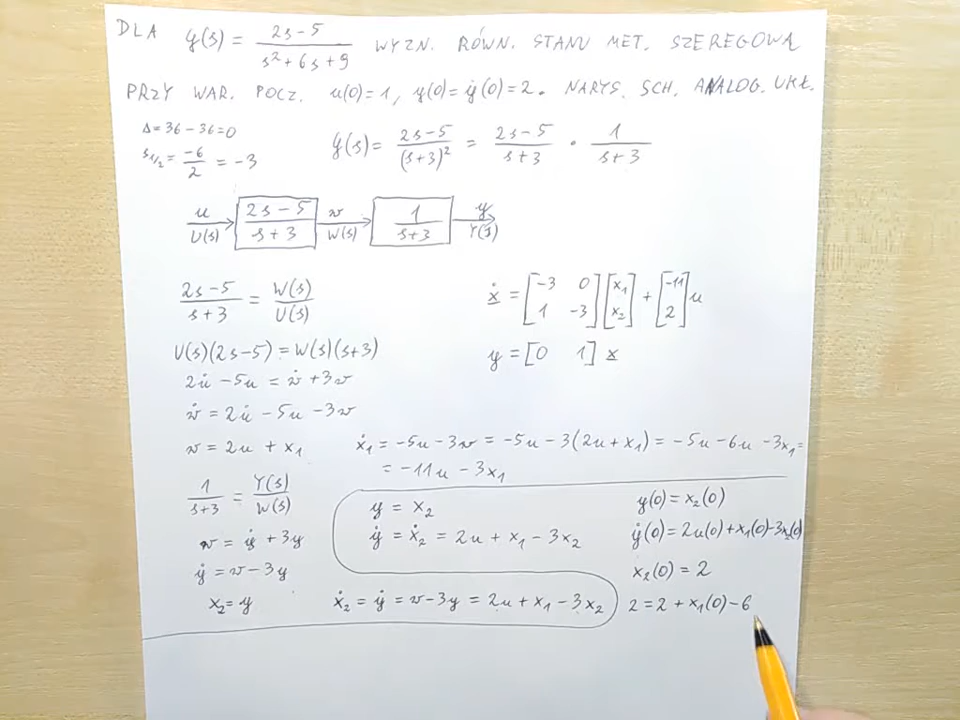 DLA y(s) = (2s-5)/(s²+6s+9) WYZN. RÓWN. STANU MET. SZEREGOWĄ
PRZY WAR. POCZ. u(0)=1, y(0)=ẏ(0)=2. NARYS. SCH. ANALOG. UKŁ.
Δ=36-36=0
s₁/₂ = -6/2 = -3
y(s) = (2s-5)/(s+3)² = (2s-5)/(s+3) · 1/(s+3)
u U(s) (2s-5)/(s+3) w W(s) 1/(s+3) y Y(s)
(2s-5)/(s+3) = W(s)/U(s)
U(s)(2s-5) = W(s)(s+3)
2u̇ - 5u = ẇ + 3w
ẇ = 2u̇ - 5u - 3w
w = 2u + x₁
ẋ = [-3 0; 1 -3] [x₁; x₂] + [-11; 2] u
y = [0 1] x
ẋ₁ = -5u - 3w = -5u - 3(2u + x₁) = -5u - 6u - 3x₁ =
= -11u - 3x₁
1/(s+3) = Y(s)/W(s)
w = ẏ + 3y
ẏ = w - 3y
x₂ = y
y = x₂
ẏ = ẋ₂ = 2u + x₁ - 3x₂
ẋ₂ = ẏ = w - 3y = 2u + x₁ - 3x₂
y(0) = x₂(0)
ẏ(0) = 2u(0) + x₁(0) - 3x₂(0)
x₂(0) = 2
2 = 2 + x₁(0) - 6